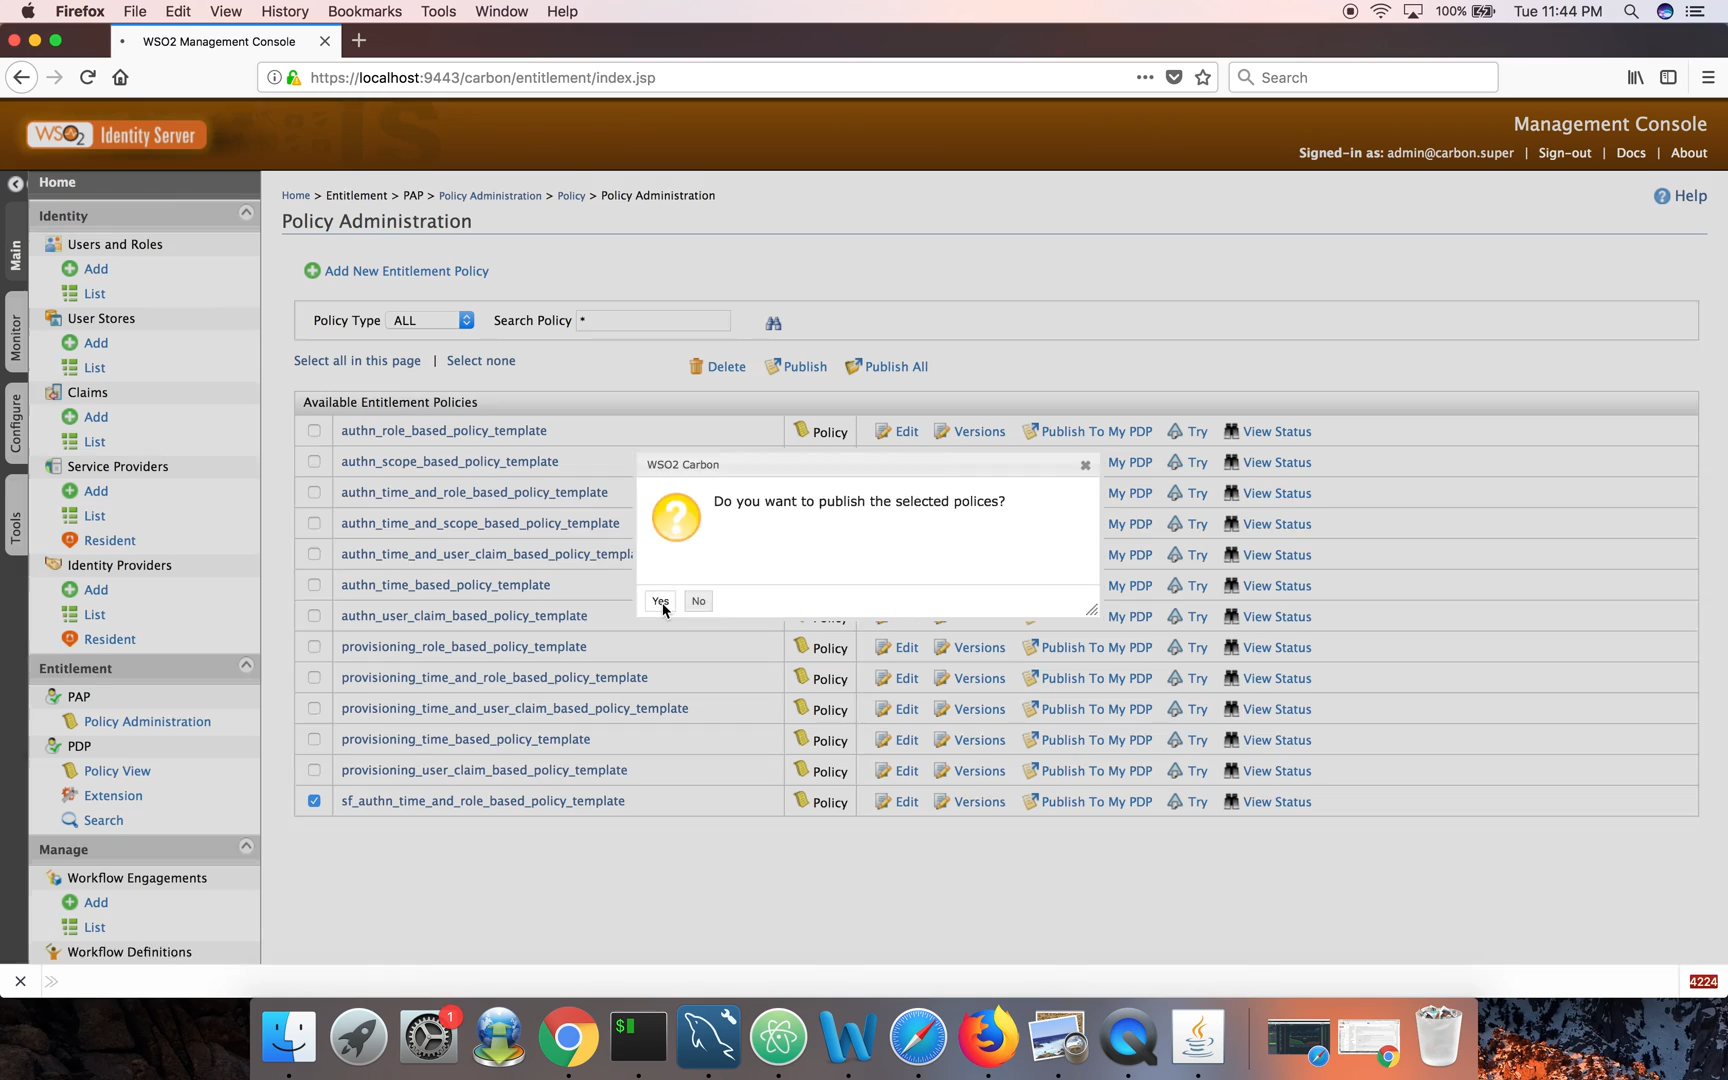 Firefox File Edit View History Bookmarks Tools Window Help 100% Tue 11:44 PM
WSO2 Management Console
https://localhost:9443/carbon/entitlement/index.jsp Search
WSO2 Identity Server
Management Console
Signed-in as: admin@carbon.super | Sign-out | Docs | About
Main
Monitor
Configure
Tools
Home
Identity
Users and Roles
Add
List
User Stores
Add
List
Claims
Add
List
Service Providers
Add
List
Resident
Identity Providers
Add
List
Resident
Entitlement
PAP
Policy Administration
PDP
Policy View
Extension
Search
Manage
Workflow Engagements
Add
List
Workflow Definitions
Home > Entitlement > PAP > Policy Administration > Policy > Policy Administration
Help
Policy Administration
Add New Entitlement Policy
Policy Type ALL Search Policy *
Select all in this page | Select none Delete Publish Publish All
Available Entitlement Policies
authn_role_based_policy_template Policy Edit Versions Publish To My PDP Try View Status
authn_scope_based_policy_template My PDP Try View Status
authn_time_and_role_based_policy_template My PDP Try View Status
authn_time_and_scope_based_policy_template My PDP Try View Status
authn_time_and_user_claim_based_policy_templa My PDP Try View Status
authn_time_based_policy_template My PDP Try View Status
authn_user_claim_based_policy_template My PDP Try View Status
provisioning_role_based_policy_template Policy Edit Versions Publish To My PDP Try View Status
provisioning_time_and_role_based_policy_template Policy Edit Versions Publish To My PDP Try View Status
provisioning_time_and_user_claim_based_policy_template Policy Edit Versions Publish To My PDP Try View Status
provisioning_time_based_policy_template Policy Edit Versions Publish To My PDP Try View Status
provisioning_user_claim_based_policy_template Policy Edit Versions Publish To My PDP Try View Status
sf_authn_time_and_role_based_policy_template Policy Edit Versions Publish To My PDP Try View Status
WSO2 Carbon
Do you want to publish the selected polices?
Yes No
4224
1
$